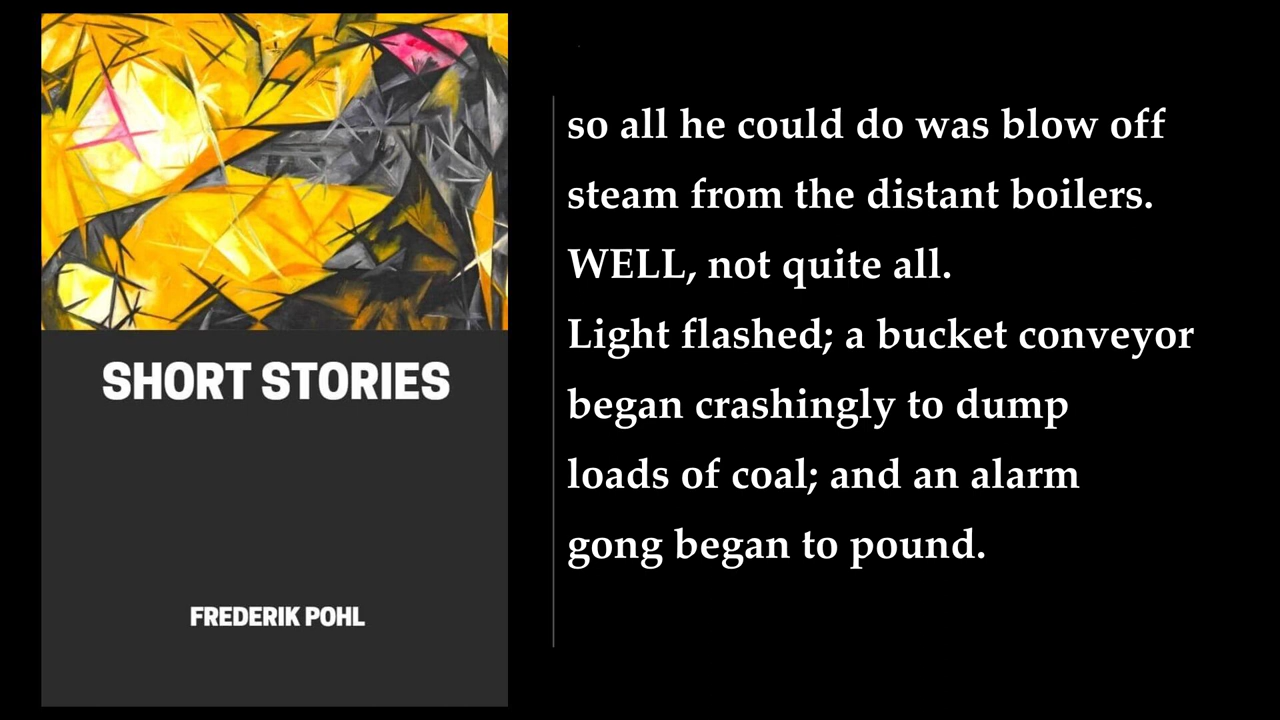 SHORT STORIES
FREDERIK POHL
so all he could do was blow off
steam from the distant boilers.
WELL, not quite all.
Light flashed; a bucket conveyor
began crashingly to dump
loads of coal; and an alarm
gong began to pound.